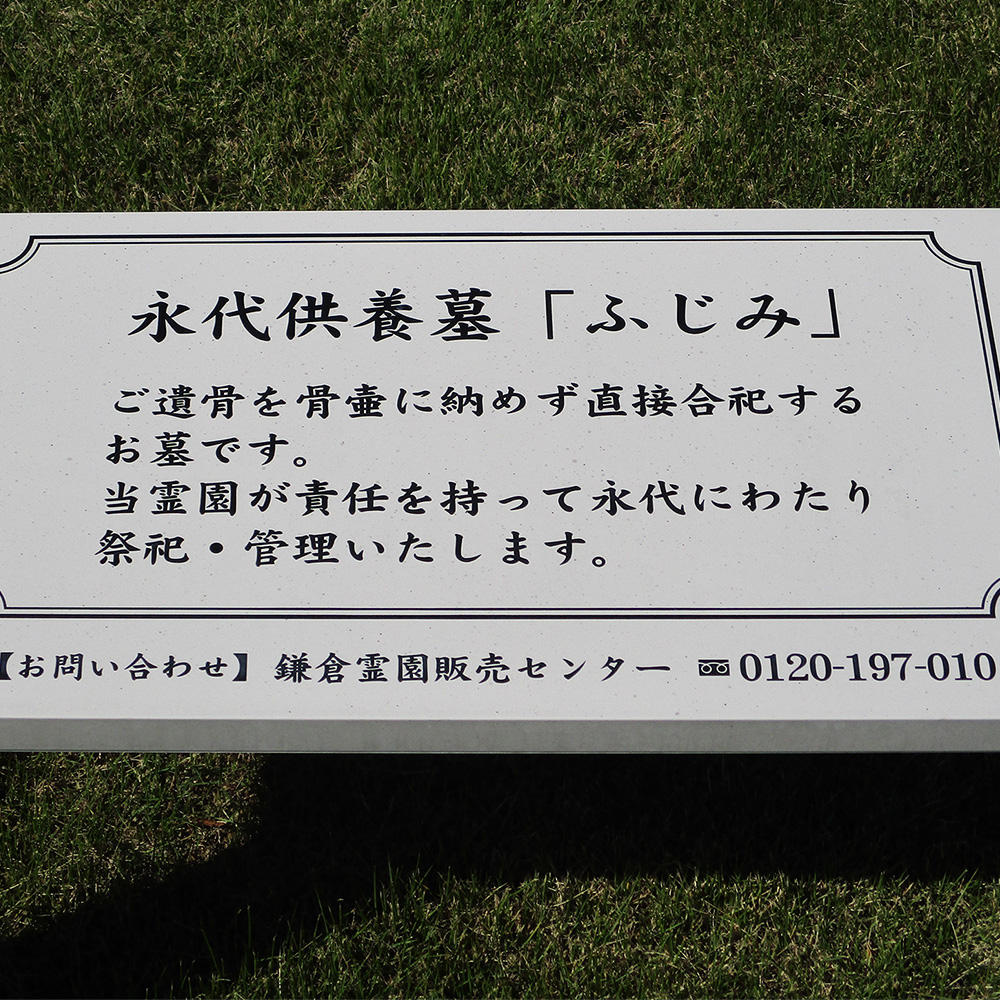 永代供養墓「ふじみ」
ご遺骨を骨壷に納めず直接合祀する
お墓です。
当霊園が責任を持って永代にわたり
祭祀・管理いたします。
【お問い合わせ】鎌倉霊園販売センター 0120-197-010